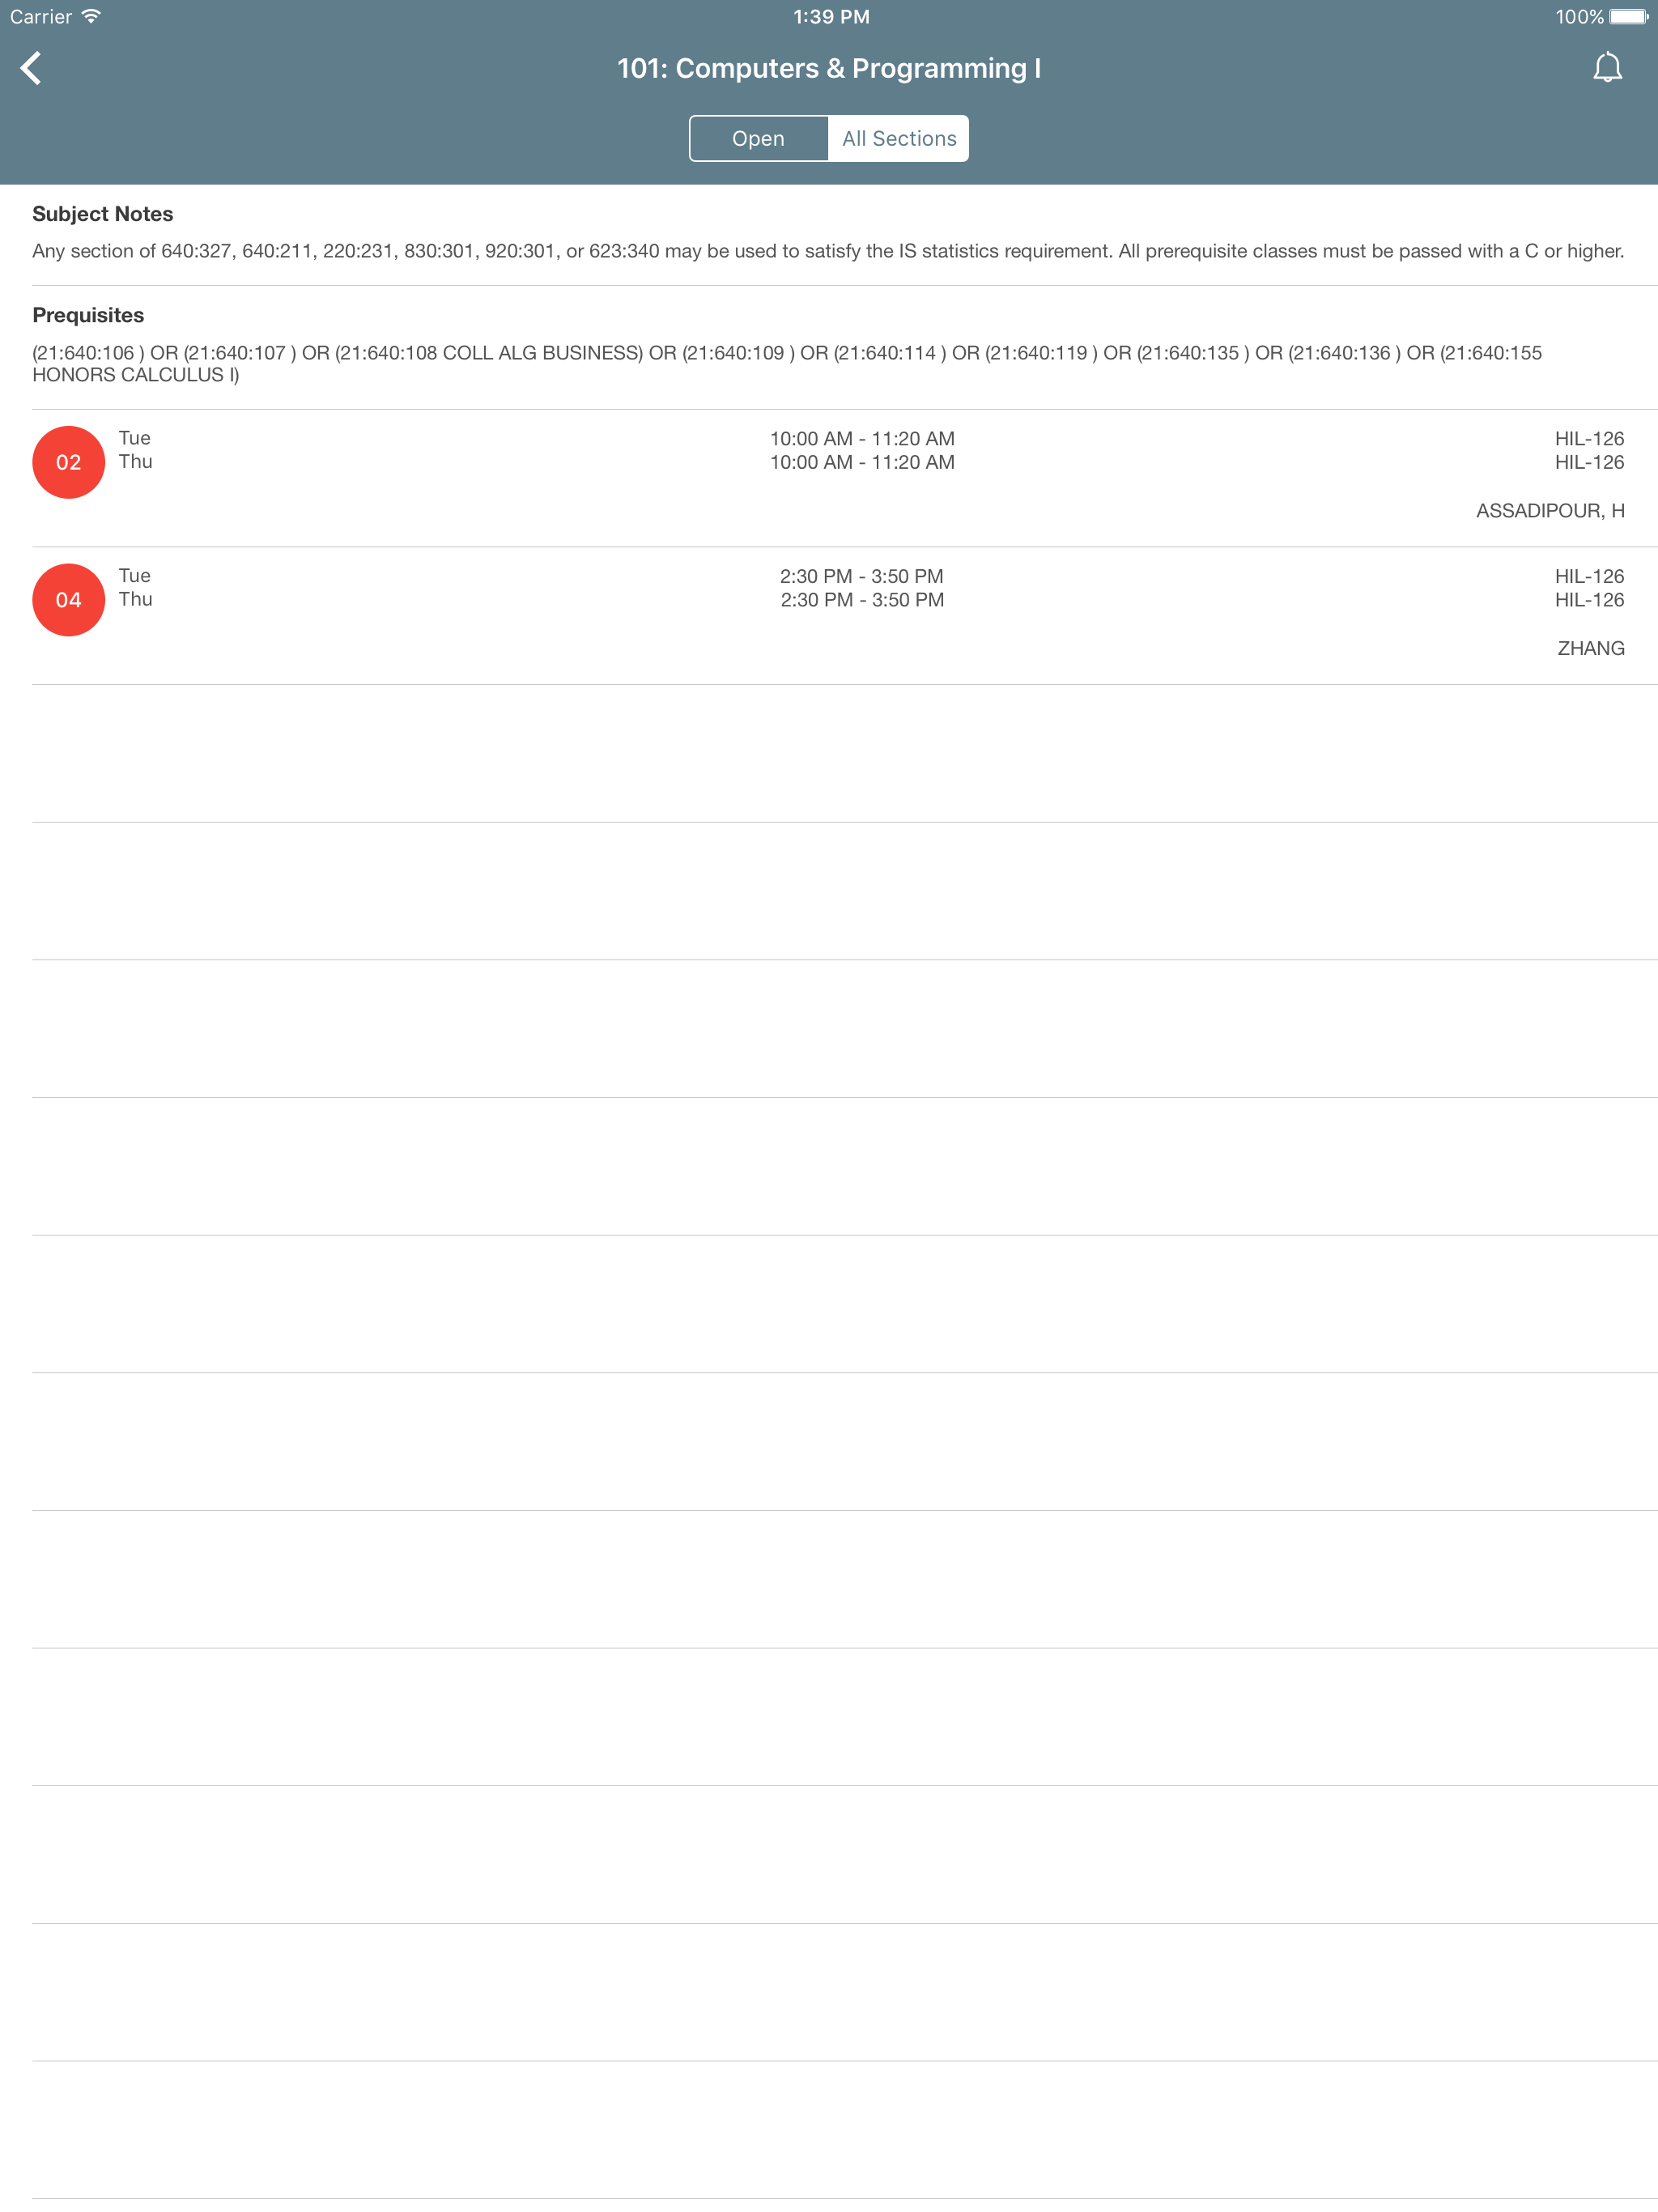 Carrier 1:39 PM 100%
101: Computers & Programming I
Open All Sections
Subject Notes
Any section of 640:327, 640:211, 220:231, 830:301, 920:301, or 623:340 may be used to satisfy the IS statistics requirement. All prerequisite classes must be passed with a C or higher.
Prequisites
(21:640:106 ) OR (21:640:107 ) OR (21:640:108 COLL ALG BUSINESS) OR (21:640:109 ) OR (21:640:114 ) OR (21:640:119 ) OR (21:640:135 ) OR (21:640:136 ) OR (21:640:155
HONORS CALCULUS I)
02
Tue 10:00 AM - 11:20 AM HIL-126
Thu 10:00 AM - 11:20 AM HIL-126
ASSADIPOUR, H
04
Tue 2:30 PM - 3:50 PM HIL-126
Thu 2:30 PM - 3:50 PM HIL-126
ZHANG